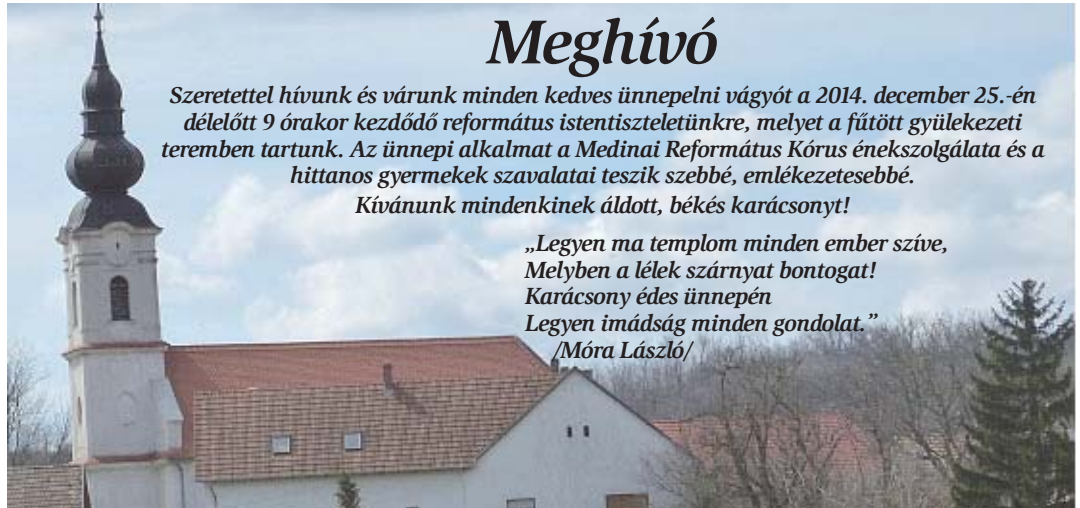 Meghívó
Szeretettel hívunk és várunk minden kedves ünnepelni vágyót a 2014. december 25.-én
délelőtt 9 órakor kezdődő református istentiszteletünkre, melyet a fűtött gyülekezeti
teremben tartunk. Az ünnepi alkalmat a Medinai Református Kórus énekszolgálata és a
hittanos gyermekek szavalatai teszik szebbé, emlékezetesebbé.
Kívánunk mindenkinek áldott, békés karácsonyt!
„Legyen ma templom minden ember szíve,
Melyben a lélek szárnyat bontogat!
Karácsony édes ünnepén
Legyen imádság minden gondolat.”
/Móra László/